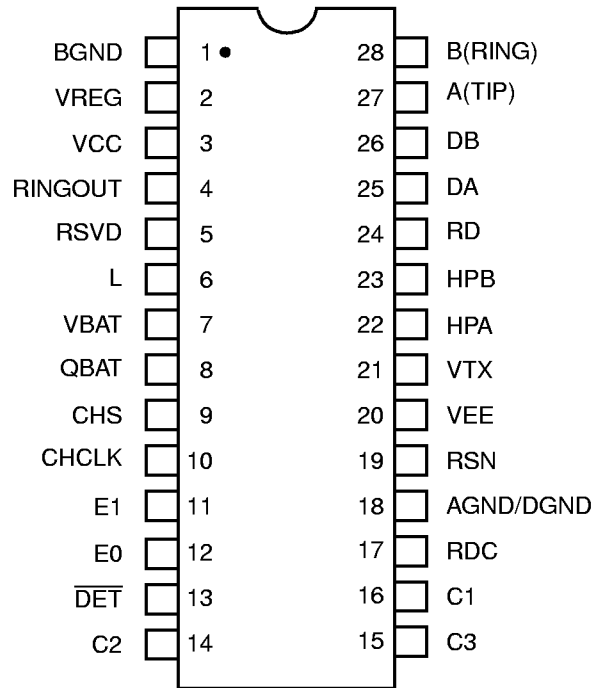 BGND 1 28 B(RING)
VREG 2 27 A(TIP)
VCC 3 26 DB
RINGOUT 4 25 DA
RSVD 5 24 RD
L 6 23 HPB
VBAT 7 22 HPA
QBAT 8 21 VTX
CHS 9 20 VEE
CHCLK 10 19 RSN
E1 11 18 AGND/DGND
E0 12 17 RDC
D̅E̅T̅ 13 16 C1
C2 14 15 C3